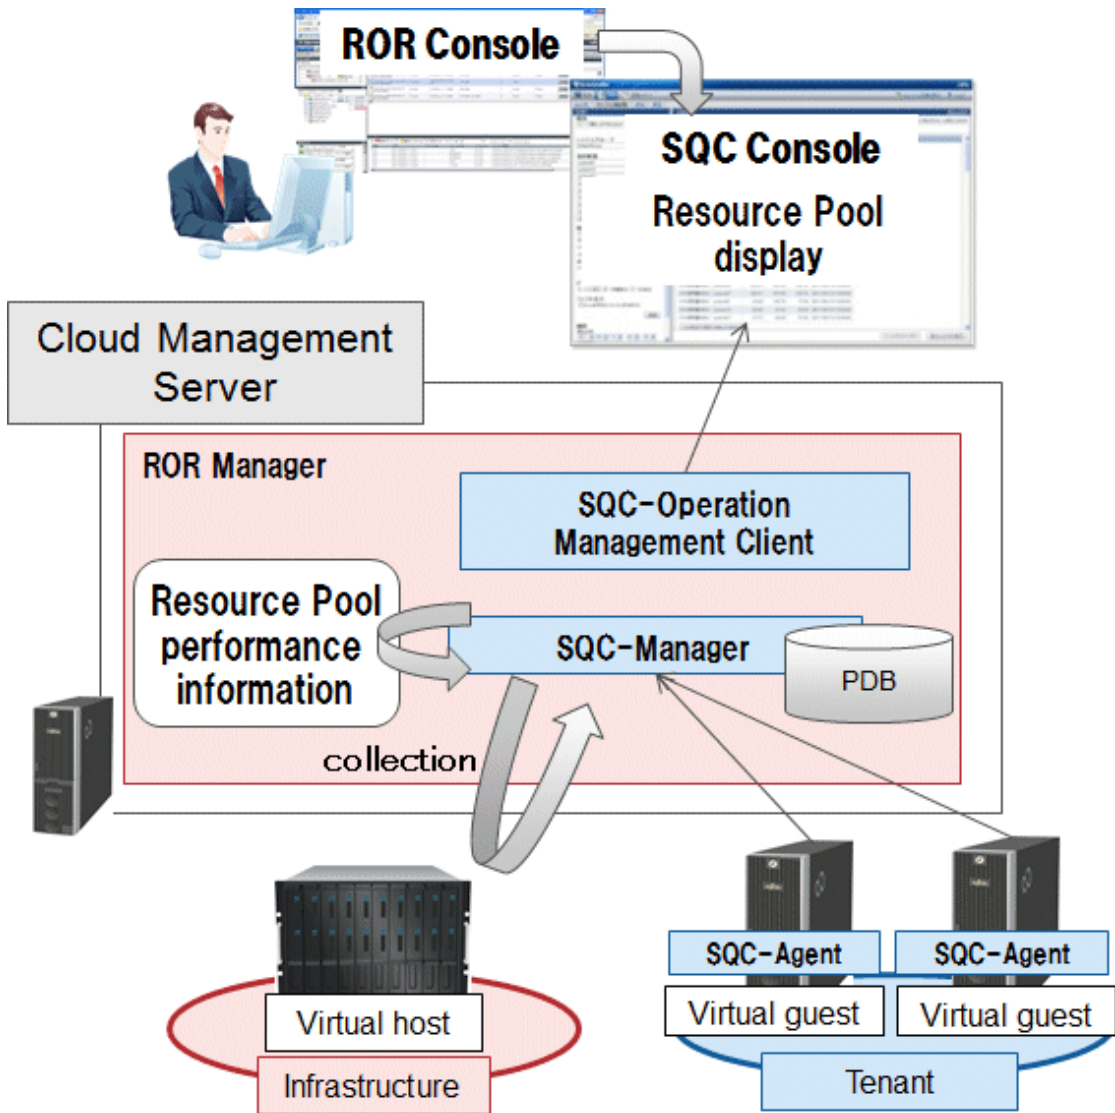 ROR Console
SQC Console
Resource Pool
display
Cloud Management
Server
ROR Manager
SQC-Operation
Management Client
Resource Pool
performance
information
SQC-Manager
PDB
collection
SQC-Agent
SQC-Agent
Virtual host
Virtual guest
Virtual guest
Infrastructure
Tenant